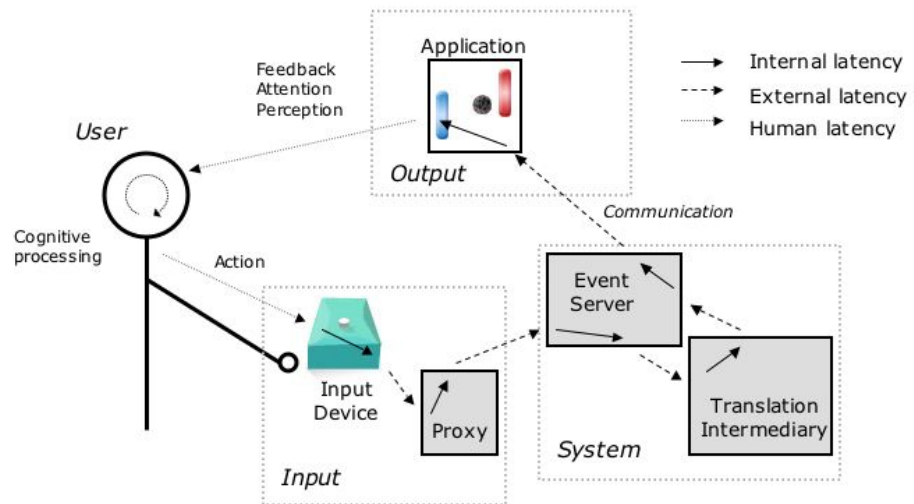 Application
Feedback
Attention
Perception
Internal latency
External latency
Human latency
User
Output
Communication
Cognitive
processing
Action
Event
Server
Input
Device
Proxy
Translation
Intermediary
System
Input